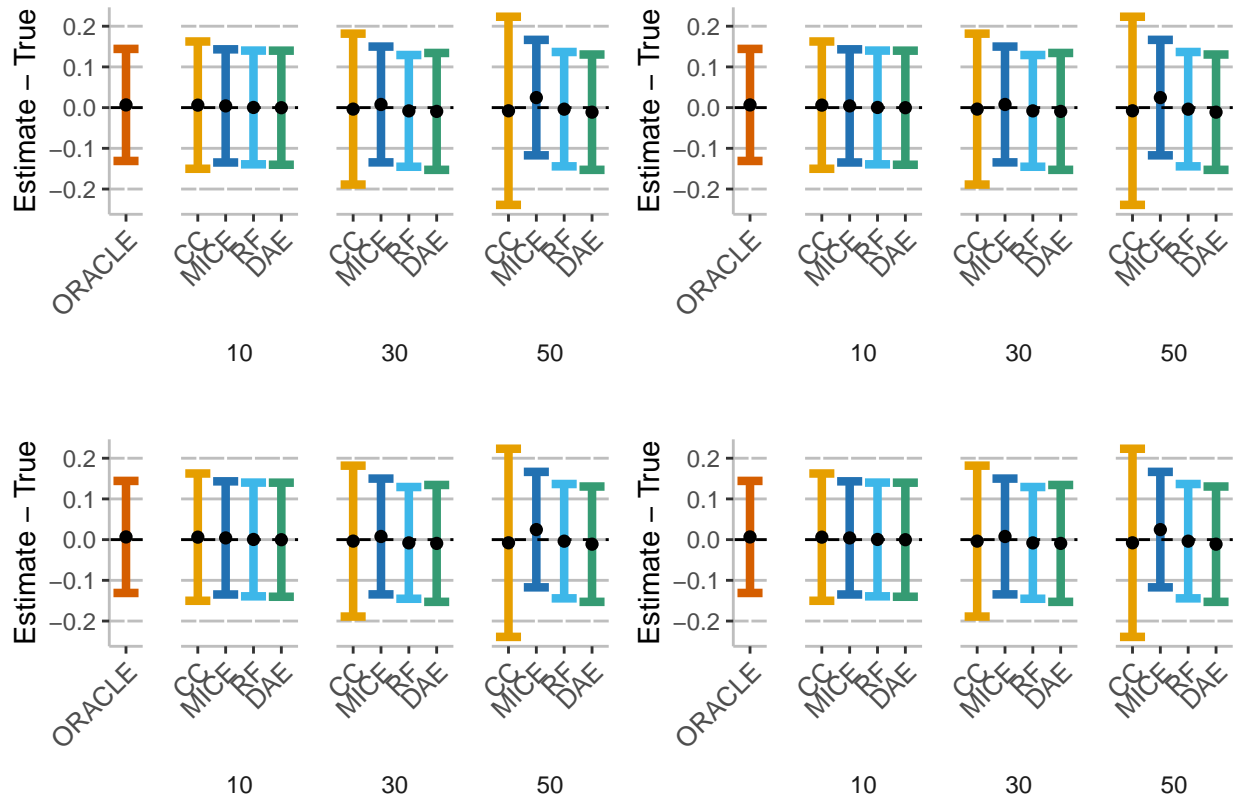 Estimate − True
0.2
0.1
0.0
−0.1
−0.2
ORACLE
CC
MICE
RF
DAE
CC
MICE
RF
DAE
CC
MICE
RF
DAE
10
30
50
Estimate − True
0.2
0.1
0.0
−0.1
−0.2
ORACLE
CC
MICE
RF
DAE
CC
MICE
RF
DAE
CC
MICE
RF
DAE
10
30
50
Estimate − True
0.2
0.1
0.0
−0.1
−0.2
ORACLE
CC
MICE
RF
DAE
CC
MICE
RF
DAE
CC
MICE
RF
DAE
10
30
50
Estimate − True
0.2
0.1
0.0
−0.1
−0.2
ORACLE
CC
MICE
RF
DAE
CC
MICE
RF
DAE
CC
MICE
RF
DAE
10
30
50